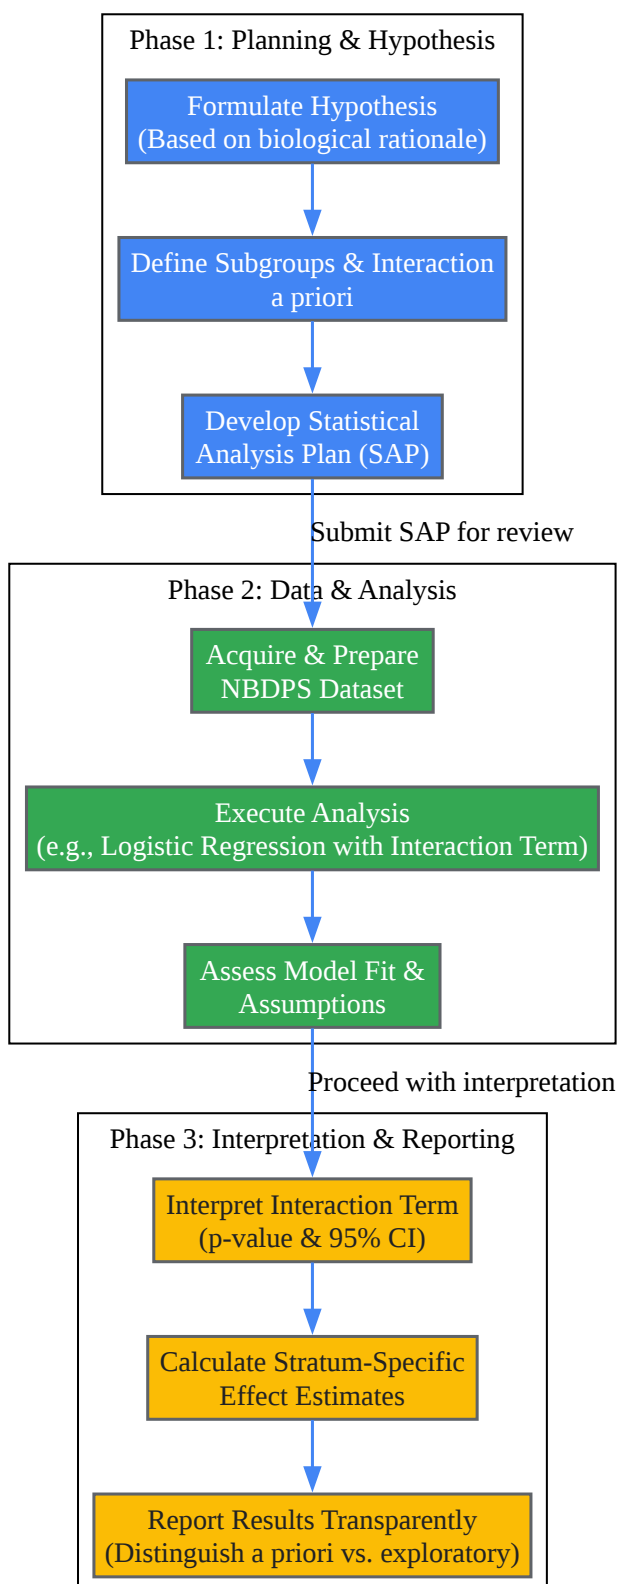 Phase 1: Planning & Hypothesis
Formulate Hypothesis
(Based on biological rationale)
Define Subgroups & Interaction
a priori
Develop Statistical
Analysis Plan (SAP)
Submit SAP for review
Phase 2: Data & Analysis
Acquire & Prepare
NBDPS Dataset
Execute Analysis
(e.g., Logistic Regression with Interaction Term)
Assess Model Fit &
Assumptions
Proceed with interpretation
Phase 3: Interpretation & Reporting
Interpret Interaction Term
(p-value & 95% CI)
Calculate Stratum-Specific
Effect Estimates
Report Results Transparently
(Distinguish a priori vs. exploratory)